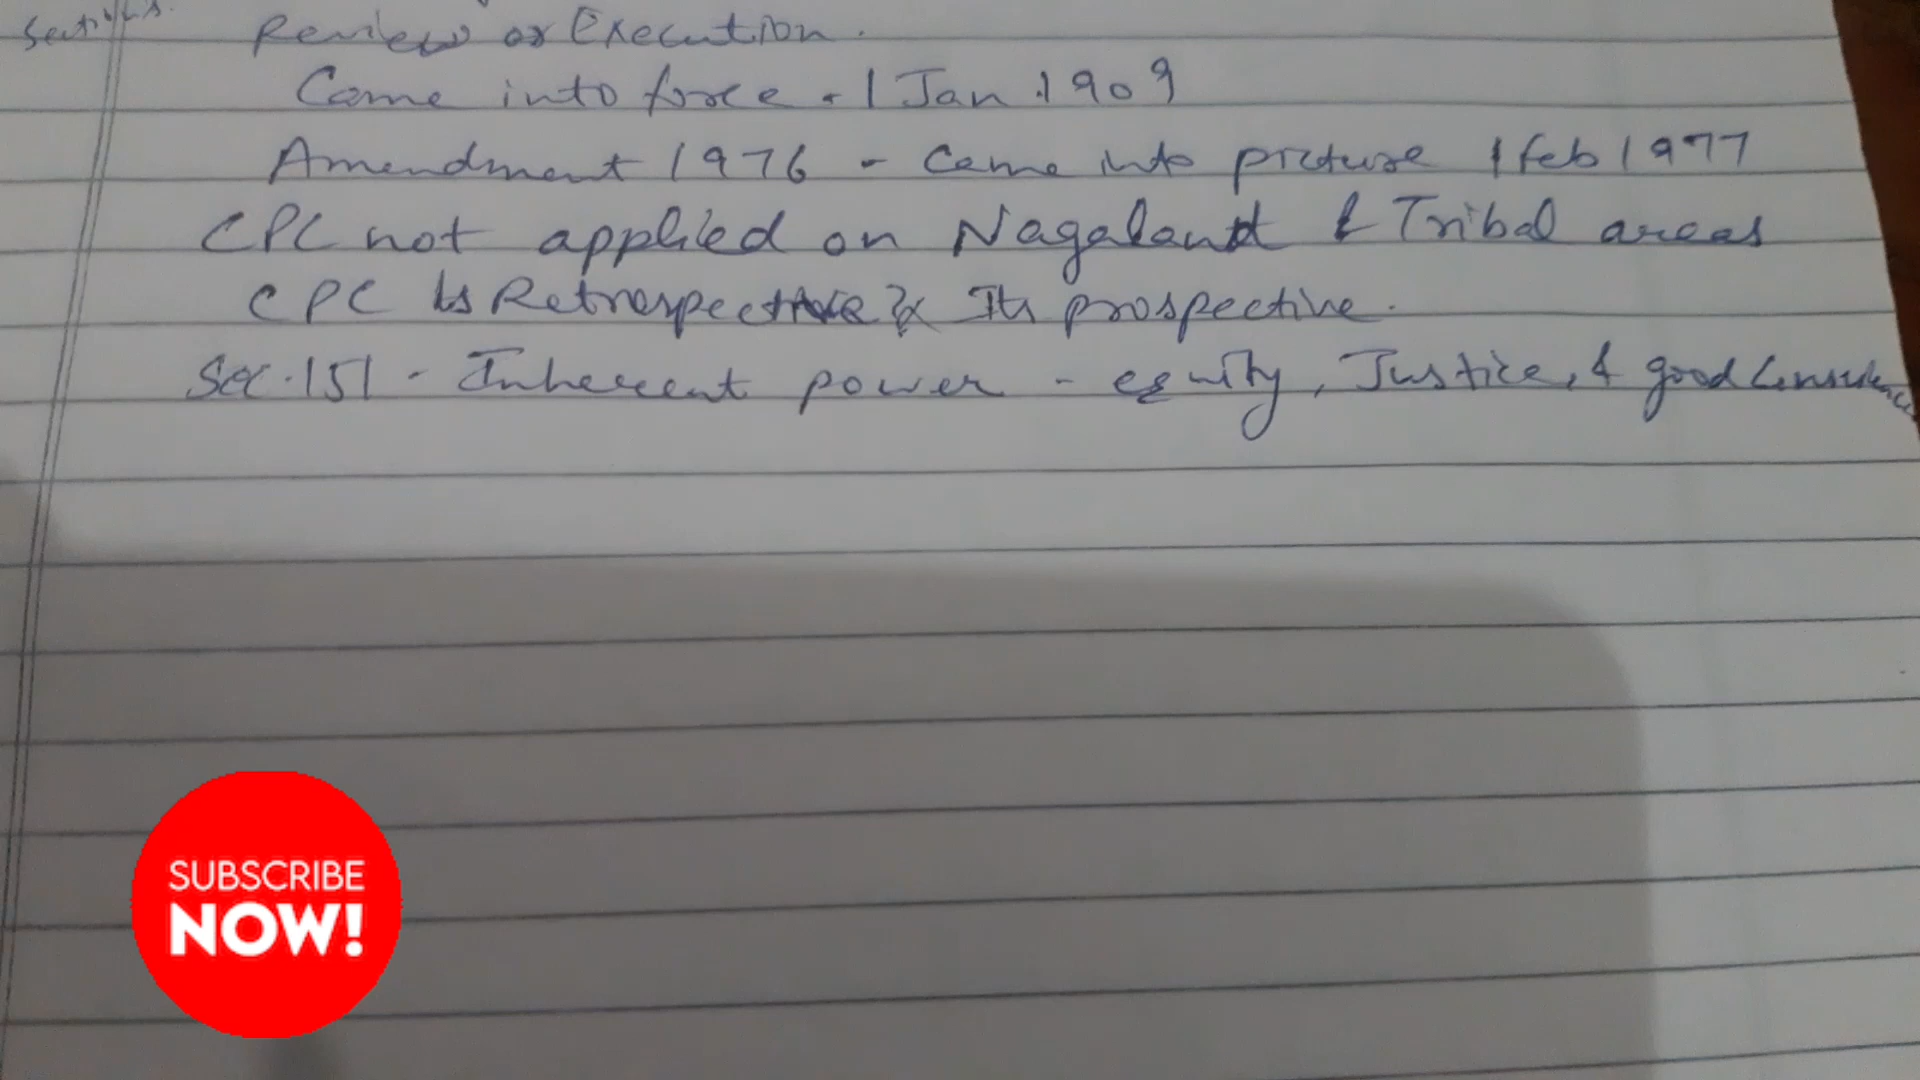 Review or Execution.
Came into force - 1 Jan 1909
Amendment 1976 - Came into picture 1 Feb 1977
CPC not applied on Nagaland & Tribal areas
CPC is Retrospective? x Its prospective.
Sec. 151 - Inherent power - equity, Justice, & good
SUBSCRIBE
NOW!